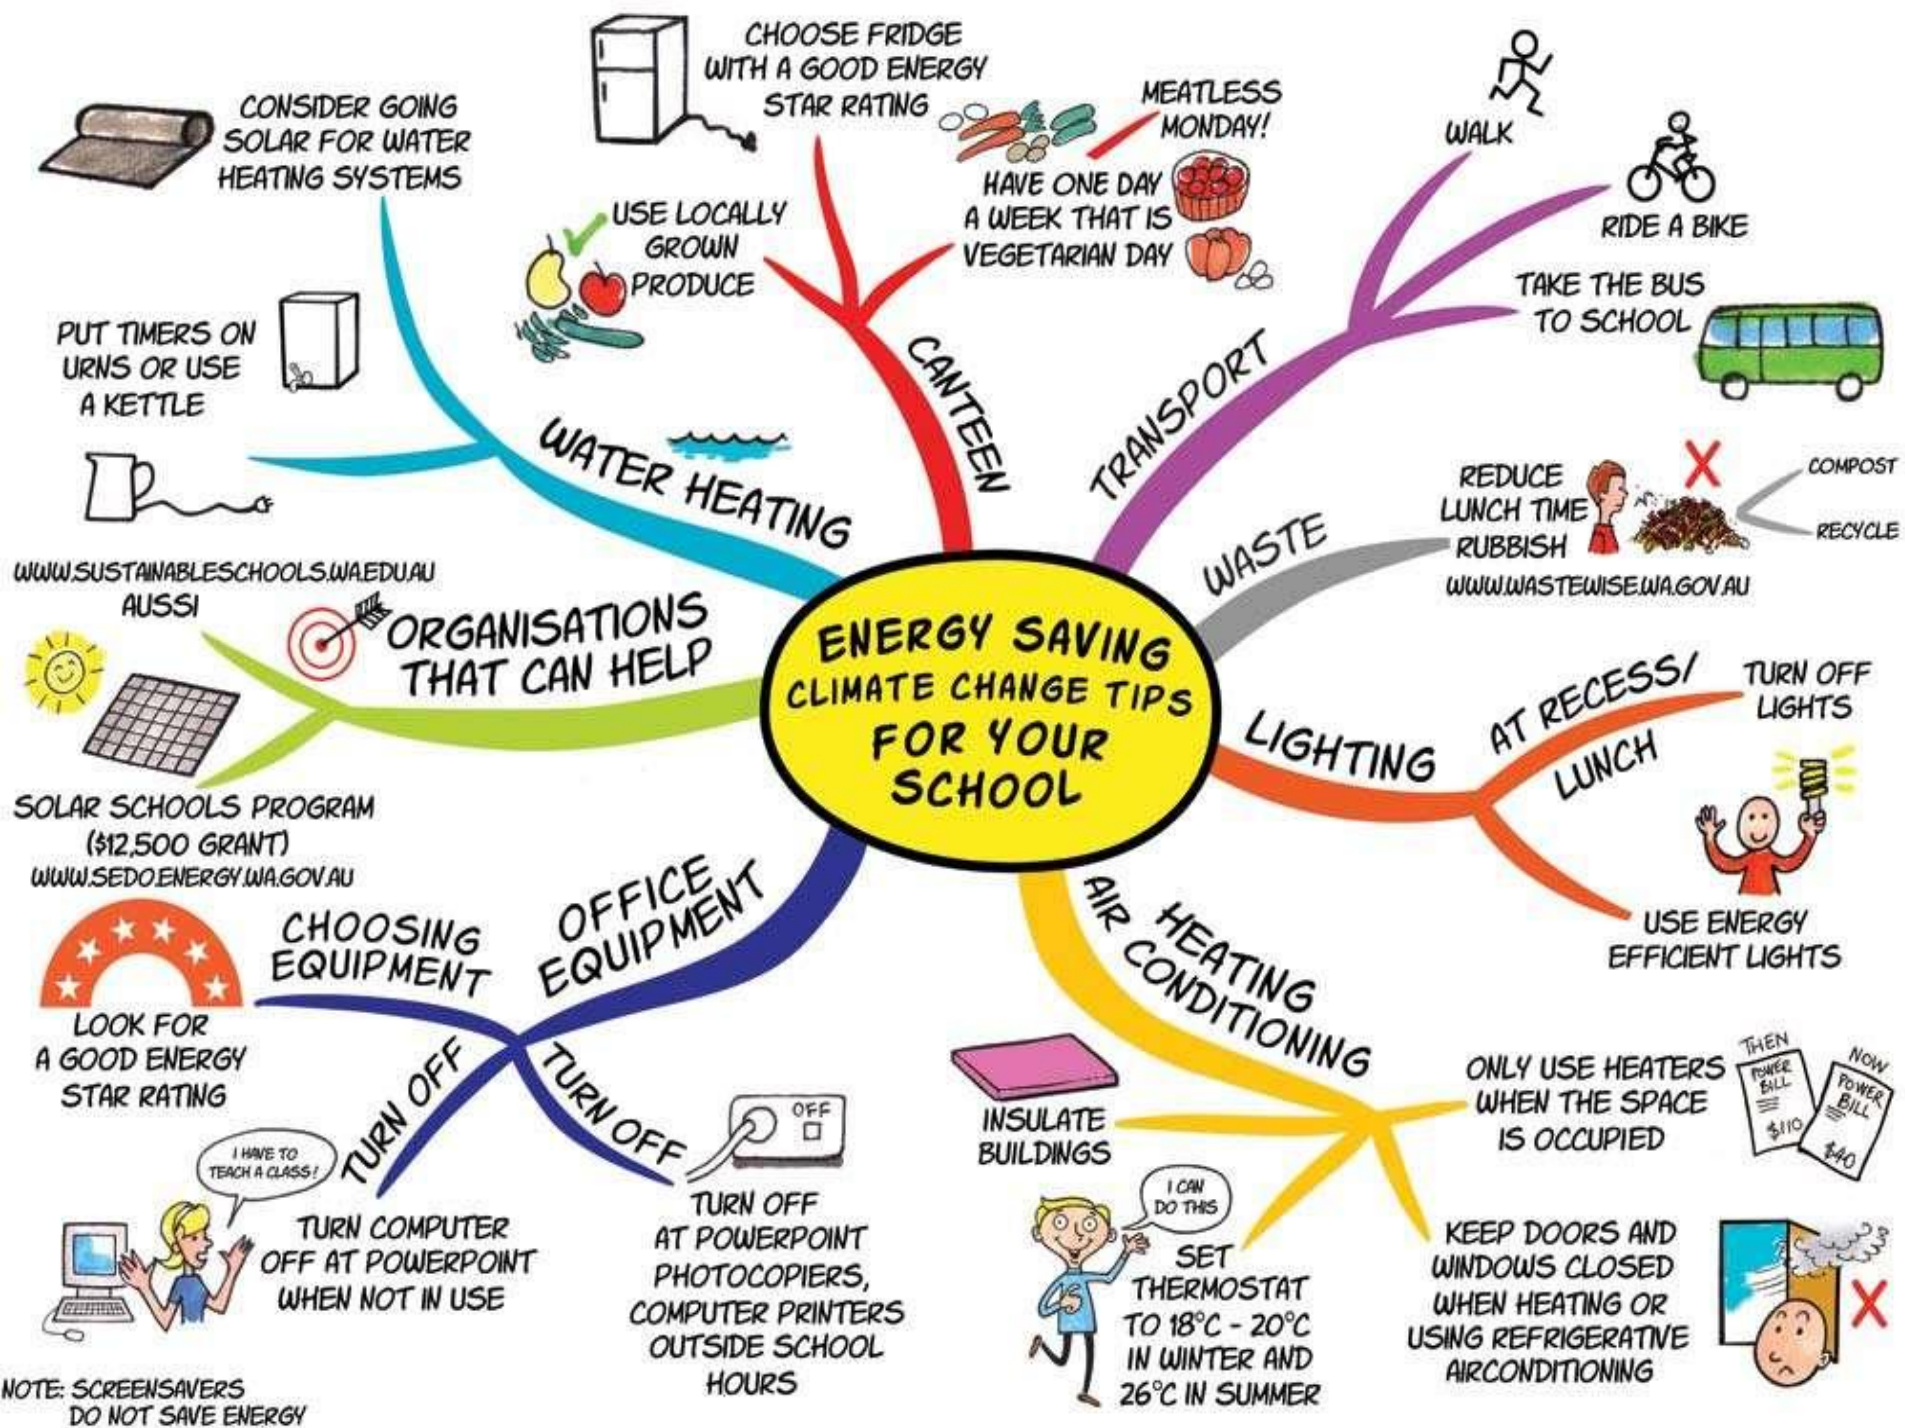 ENERGY SAVING
CLIMATE CHANGE TIPS
FOR YOUR
SCHOOL
CANTEEN
USE LOCALLY
GROWN
PRODUCE
CHOOSE FRIDGE
WITH A GOOD ENERGY
STAR RATING
MEATLESS
MONDAY!
HAVE ONE DAY
A WEEK THAT IS
VEGETARIAN DAY
TRANSPORT
WALK
RIDE A BIKE
TAKE THE BUS
TO SCHOOL
WASTE
REDUCE
LUNCH TIME
RUBBISH
COMPOST
RECYCLE
WWW.WASTEWISE.WA.GOV.AU
LIGHTING
AT RECESS/
LUNCH
TURN OFF
LIGHTS
USE ENERGY
EFFICIENT LIGHTS
HEATING
AIR CONDITIONING
ONLY USE HEATERS
WHEN THE SPACE
IS OCCUPIED
THEN
POWER
BILL
$110
NOW
POWER
BILL
$40
KEEP DOORS AND
WINDOWS CLOSED
WHEN HEATING OR
USING REFRIGERATIVE
AIRCONDITIONING
I CAN
DO THIS
SET
THERMOSTAT
TO 18°C - 20°C
IN WINTER AND
26°C IN SUMMER
INSULATE
BUILDINGS
OFFICE
EQUIPMENT
TURN OFF
OFF
TURN OFF
AT POWERPOINT
PHOTOCOPIERS,
COMPUTER PRINTERS
OUTSIDE SCHOOL
HOURS
TURN OFF
I HAVE TO
TEACH A CLASS!
TURN COMPUTER
OFF AT POWERPOINT
WHEN NOT IN USE
NOTE: SCREENSAVERS
DO NOT SAVE ENERGY
CHOOSING
EQUIPMENT
LOOK FOR
A GOOD ENERGY
STAR RATING
ORGANISATIONS
THAT CAN HELP
WWW.SUSTAINABLESCHOOLS.WA.EDU.AU
AUSSI
SOLAR SCHOOLS PROGRAM
($12,500 GRANT)
WWW.SEDO.ENERGY.WA.GOV.AU
WATER HEATING
PUT TIMERS ON
URNS OR USE
A KETTLE
CONSIDER GOING
SOLAR FOR WATER
HEATING SYSTEMS